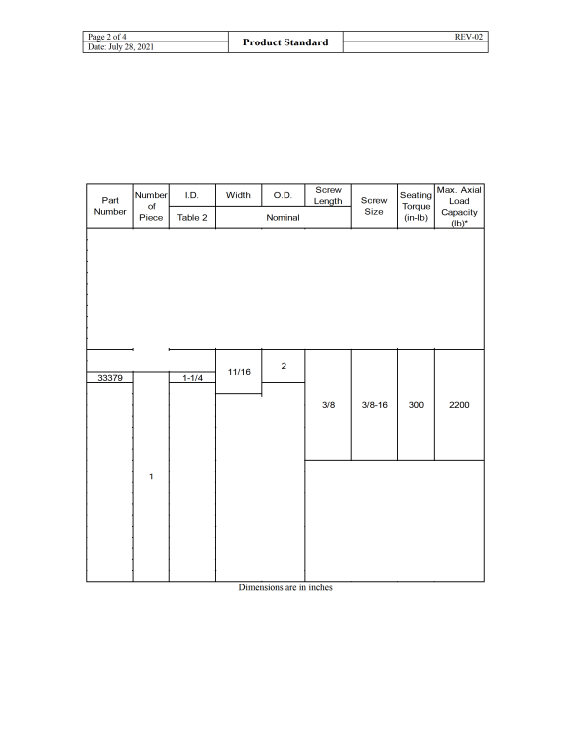 Page 2 of 4
Date: July 28, 2021
Product Standard
REV-02
Part Number
Number of Piece
I.D.
Table 2
Width
O.D.
Screw Length
Nominal
Screw Size
Seating Torque (in-lb)
Max. Axial Load Capacity (lb)*
33379
1
1-1/4
11/16
2
3/8
3/8-16
300
2200
Dimensions are in inches